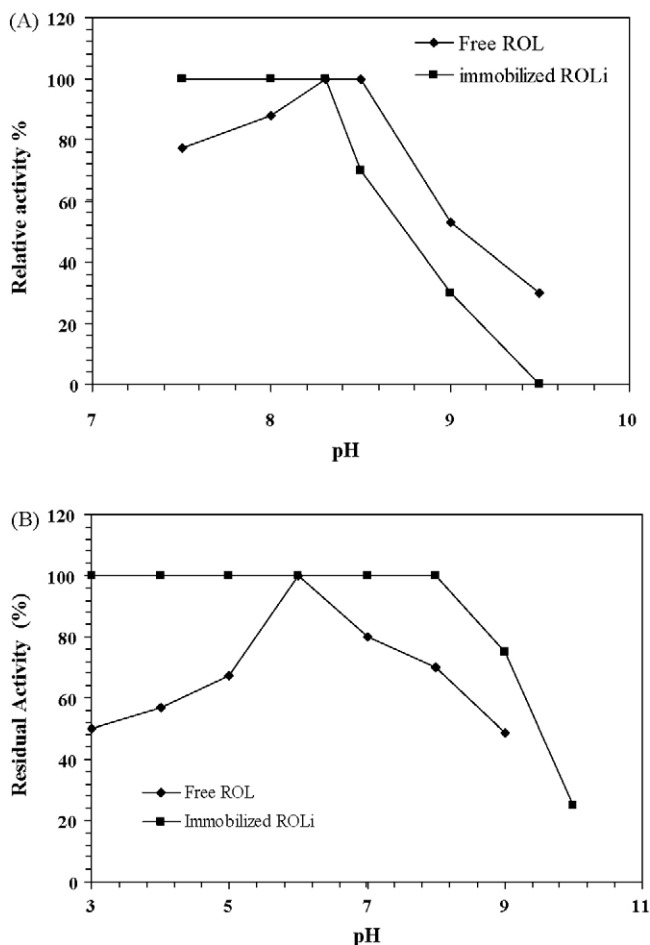 (A)
120
100
80
60
40
20
0
Relative activity %
Free ROL
immobilized ROLi
7 8 9 10
pH
(B)
120
100
80
60
40
20
0
Residual Activity (%)
Free ROL
Immobilized ROLi
3 5 7 9 11
pH